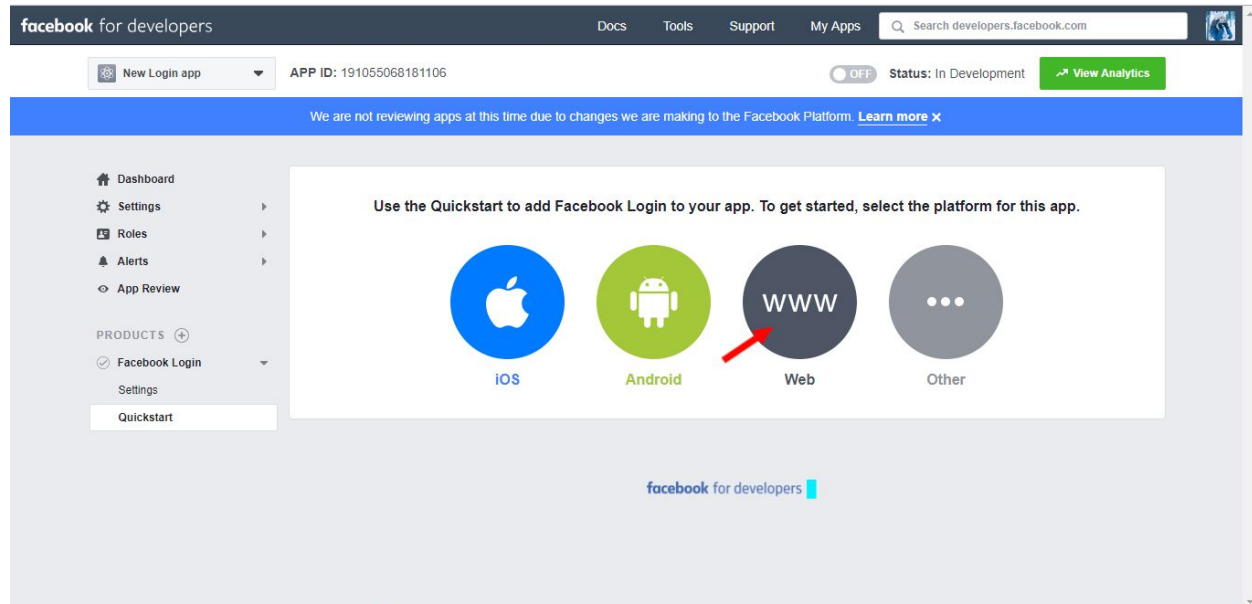 facebook for developers Docs Tools Support My Apps Search developers.facebook.com
New Login app APP ID: 191055068181106 OFF Status: In Development View Analytics
We are not reviewing apps at this time due to changes we are making to the Facebook Platform. Learn more ×
Dashboard
Settings
Roles
Alerts
App Review
PRODUCTS
Facebook Login
Settings
Quickstart
Use the Quickstart to add Facebook Login to your app. To get started, select the platform for this app.
www
iOS Android Web Other
facebook for developers